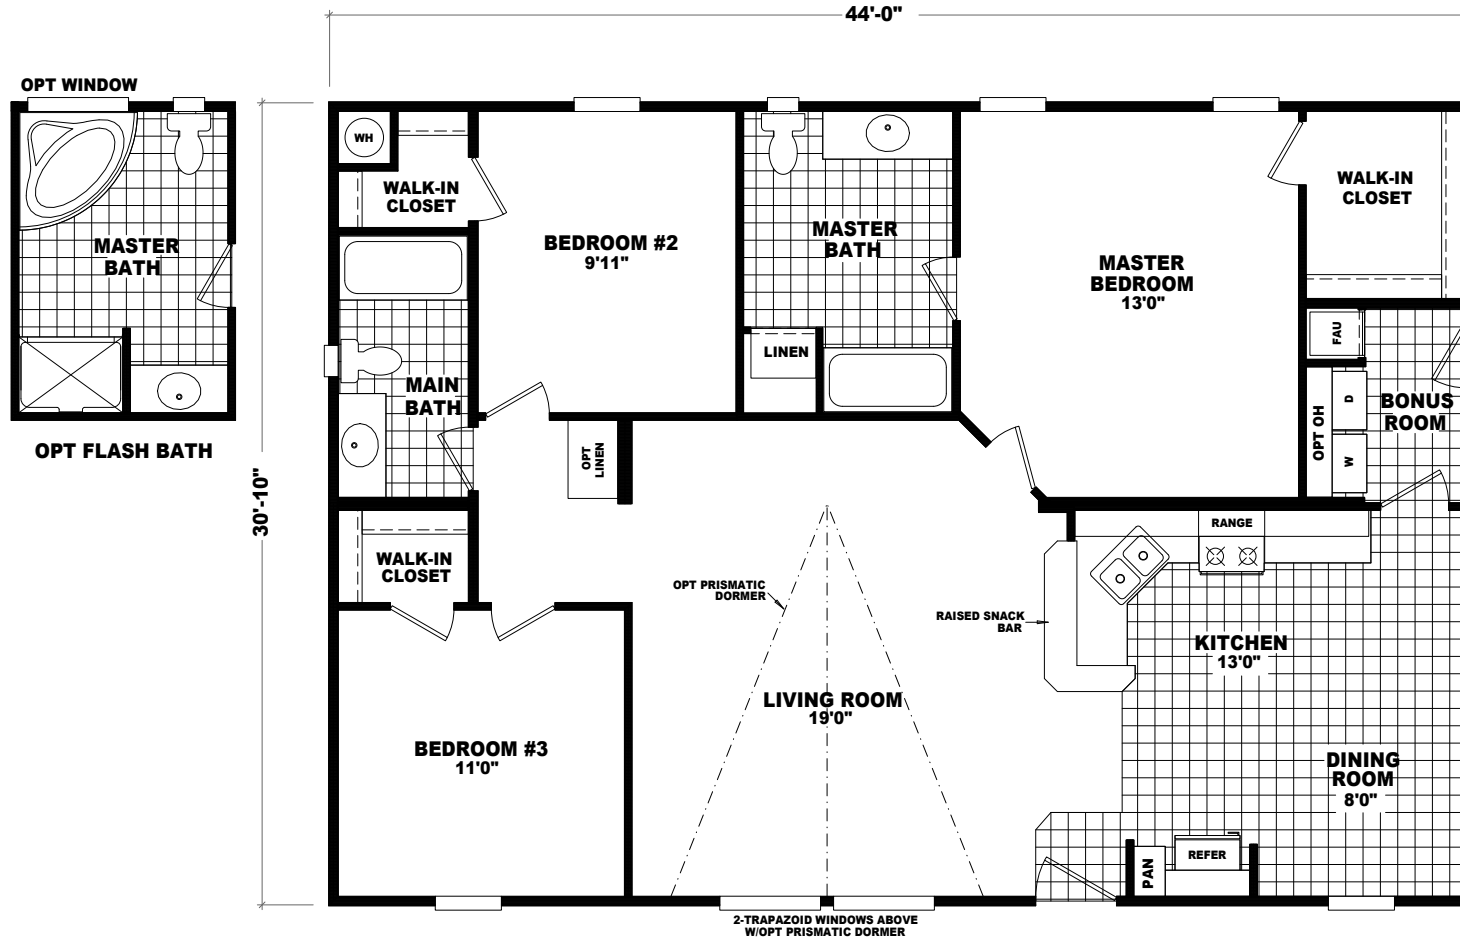 44'-0"
OPT WINDOW
MASTER
BATH
OPT FLASH BATH
30'-10"
WH
WALK-IN
CLOSET
BEDROOM #2
9'11"
MASTER
BATH
LINEN
MASTER
BEDROOM
13'0"
WALK-IN
CLOSET
FAU
OPT OH
D
W
BONUS
ROOM
MAIN
BATH
OPT
LINEN
WALK-IN
CLOSET
RANGE
OPT PRISMATIC
DORMER
RAISED SNACK
BAR
KITCHEN
13'0"
LIVING ROOM
19'0"
BEDROOM #3
11'0"
DINING
ROOM
8'0"
PAN
REFER
2-TRAPAZOID WINDOWS ABOVE
W/OPT PRISMATIC DORMER